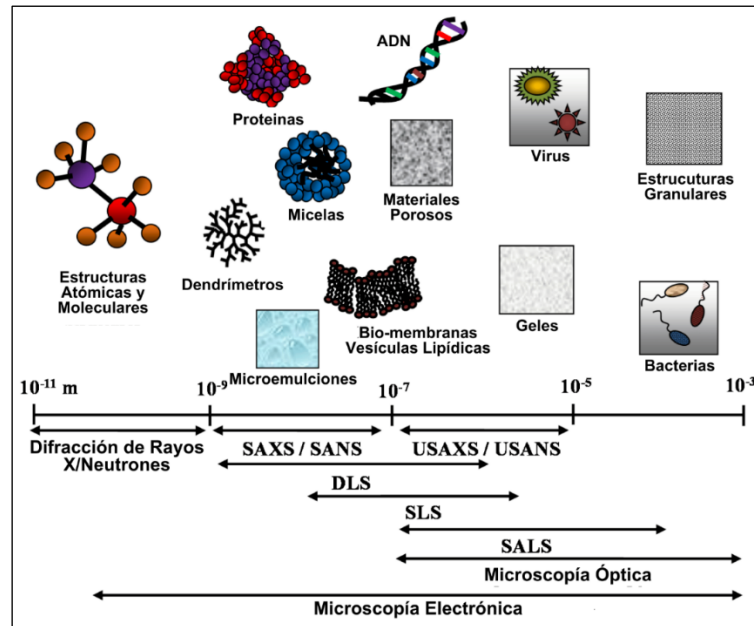 ADN
Proteinas
Virus
Micelas
Materiales
Porosos
Estrucuturas
Granulares
Estructuras
Atómicas y
Moleculares
Dendrímetros
Bio-membranas
Vesículas Lipídicas
Geles
Bacterias
Microemulciones
10-11 m
10-9
10-7
10-5
10-3
Difracción de Rayos
X/Neutrones
SAXS / SANS
USAXS / USANS
DLS
SLS
SALS
Microscopía Óptica
Microscopía Electrónica